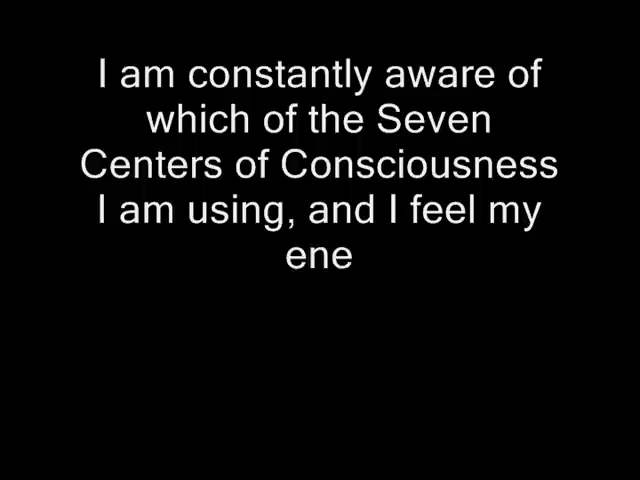 I am constantly aware of
which of the Seven
Centers of Consciousness
I am using, and I feel my
ene